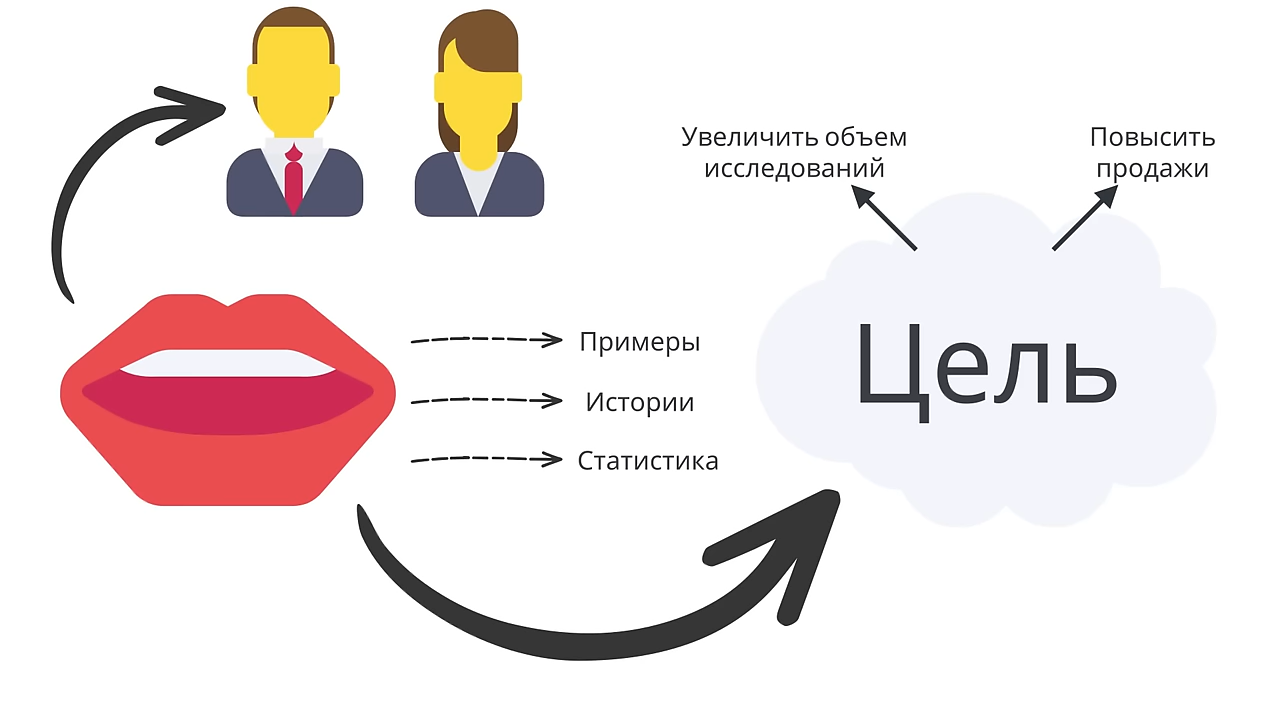 Увеличить объем
исследований
Повысить
продажи
Примеры
Истории
Статистика
Цель